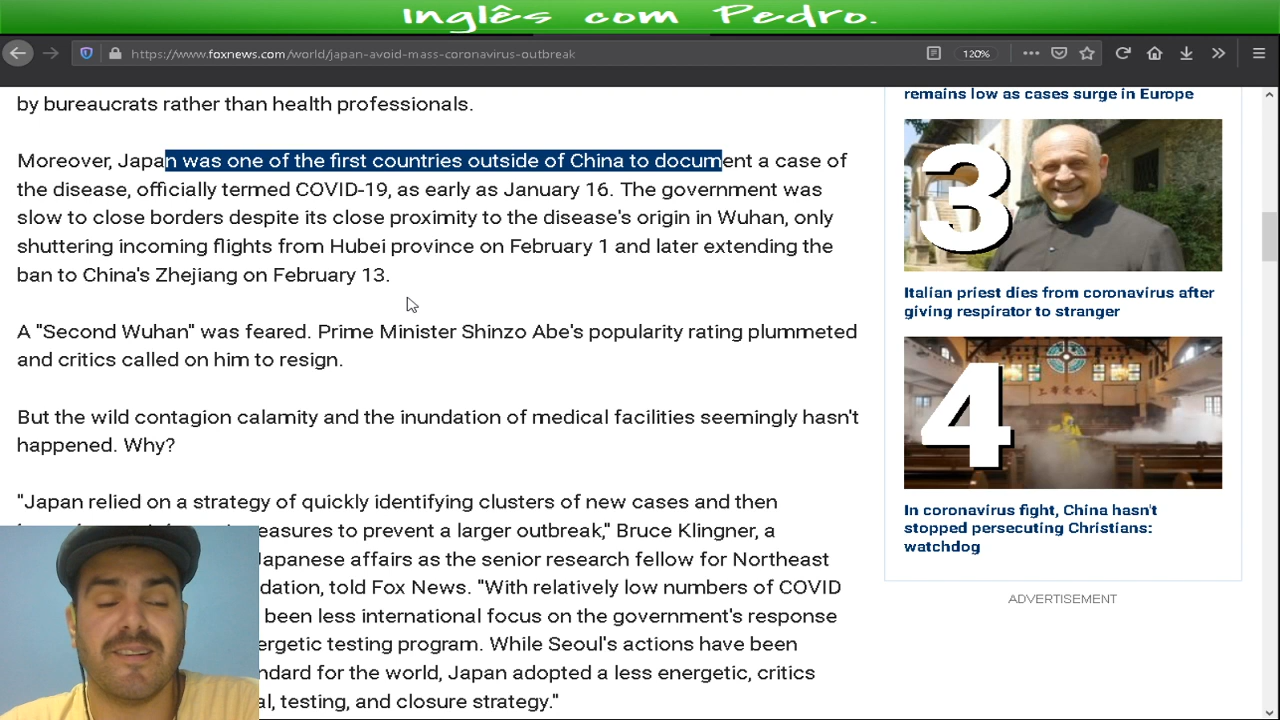 Inglês com Pedro.
https://www.foxnews.com/world/japan-avoid-mass-coronavirus-outbreak
120%
by bureaucrats rather than health professionals.
Moreover, Japan was one of the first countries outside of China to document a case of
the disease, officially termed COVID-19, as early as January 16. The government was
slow to close borders despite its close proximity to the disease's origin in Wuhan, only
shuttering incoming flights from Hubei province on February 1 and later extending the
ban to China's Zhejiang on February 13.
A "Second Wuhan" was feared. Prime Minister Shinzo Abe's popularity rating plummeted
and critics called on him to resign.
But the wild contagion calamity and the inundation of medical facilities seemingly hasn't
happened. Why?
"Japan relied on a strategy of quickly identifying clusters of new cases and then
easures to prevent a larger outbreak," Bruce Klingner, a
Japanese affairs as the senior research fellow for Northeast
dation, told Fox News. "With relatively low numbers of COVID
been less international focus on the government's response
ergetic testing program. While Seoul's actions have been
ndard for the world, Japan adopted a less energetic, critics
al, testing, and closure strategy."
remains low as cases surge in Europe
3
Italian priest dies from coronavirus after
giving respirator to stranger
4
In coronavirus fight, China hasn't
stopped persecuting Christians:
watchdog
ADVERTISEMENT